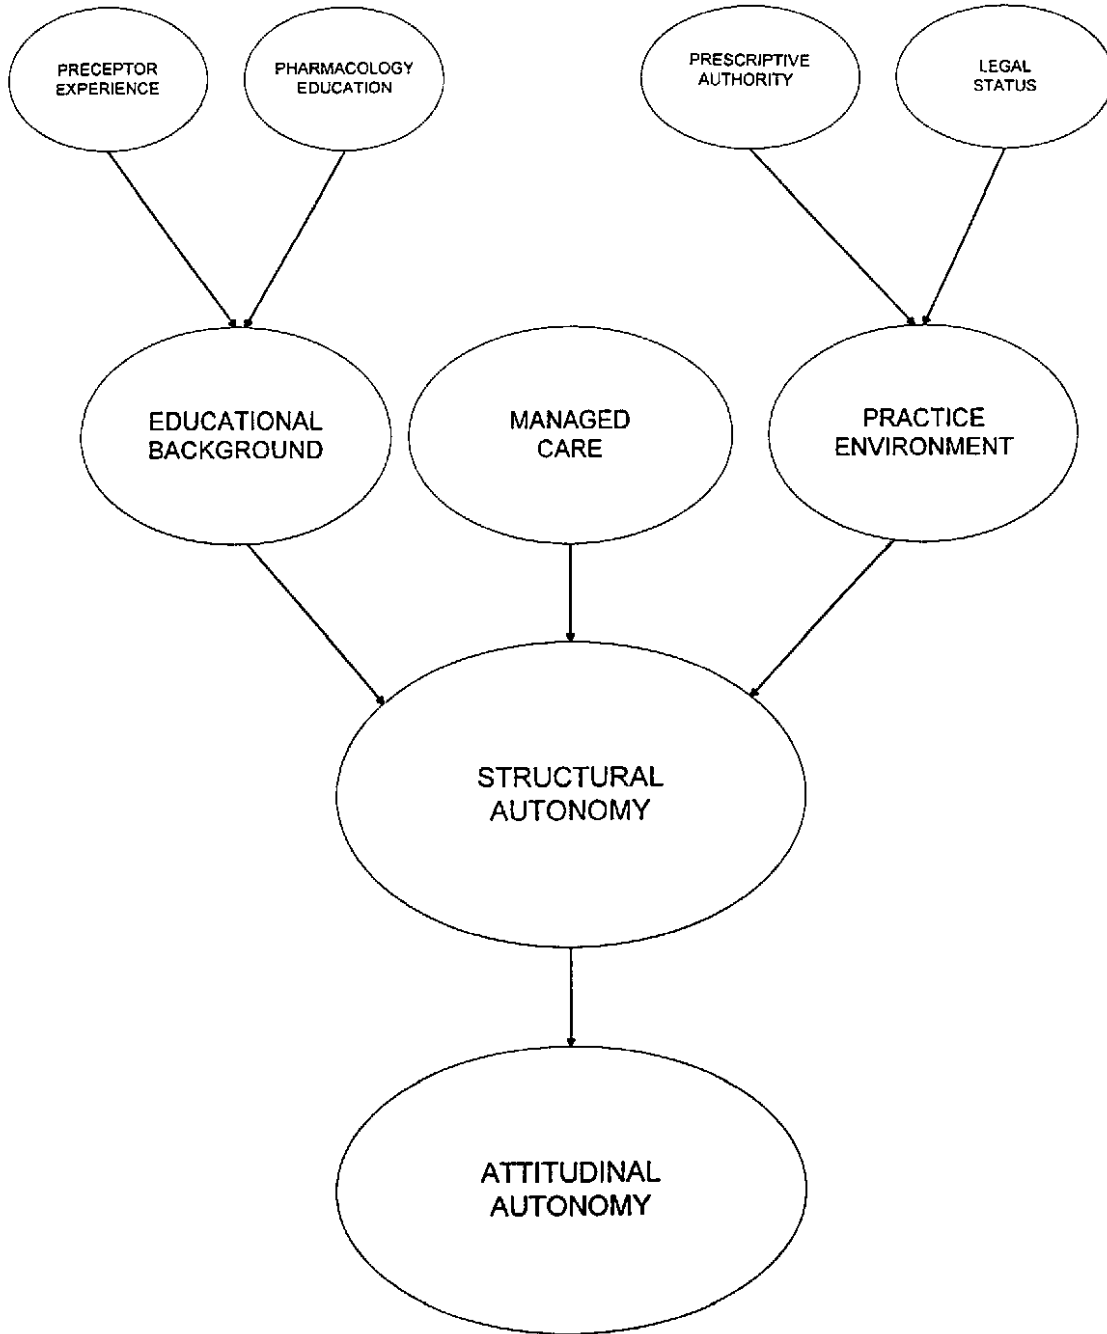 PRECEPTOR
EXPERIENCE
PHARMACOLOGY
EDUCATION
PRESCRIPTIVE
AUTHORITY
LEGAL
STATUS
EDUCATIONAL
BACKGROUND
MANAGED
CARE
PRACTICE
ENVIRONMENT
STRUCTURAL
AUTONOMY
ATTITUDINAL
AUTONOMY